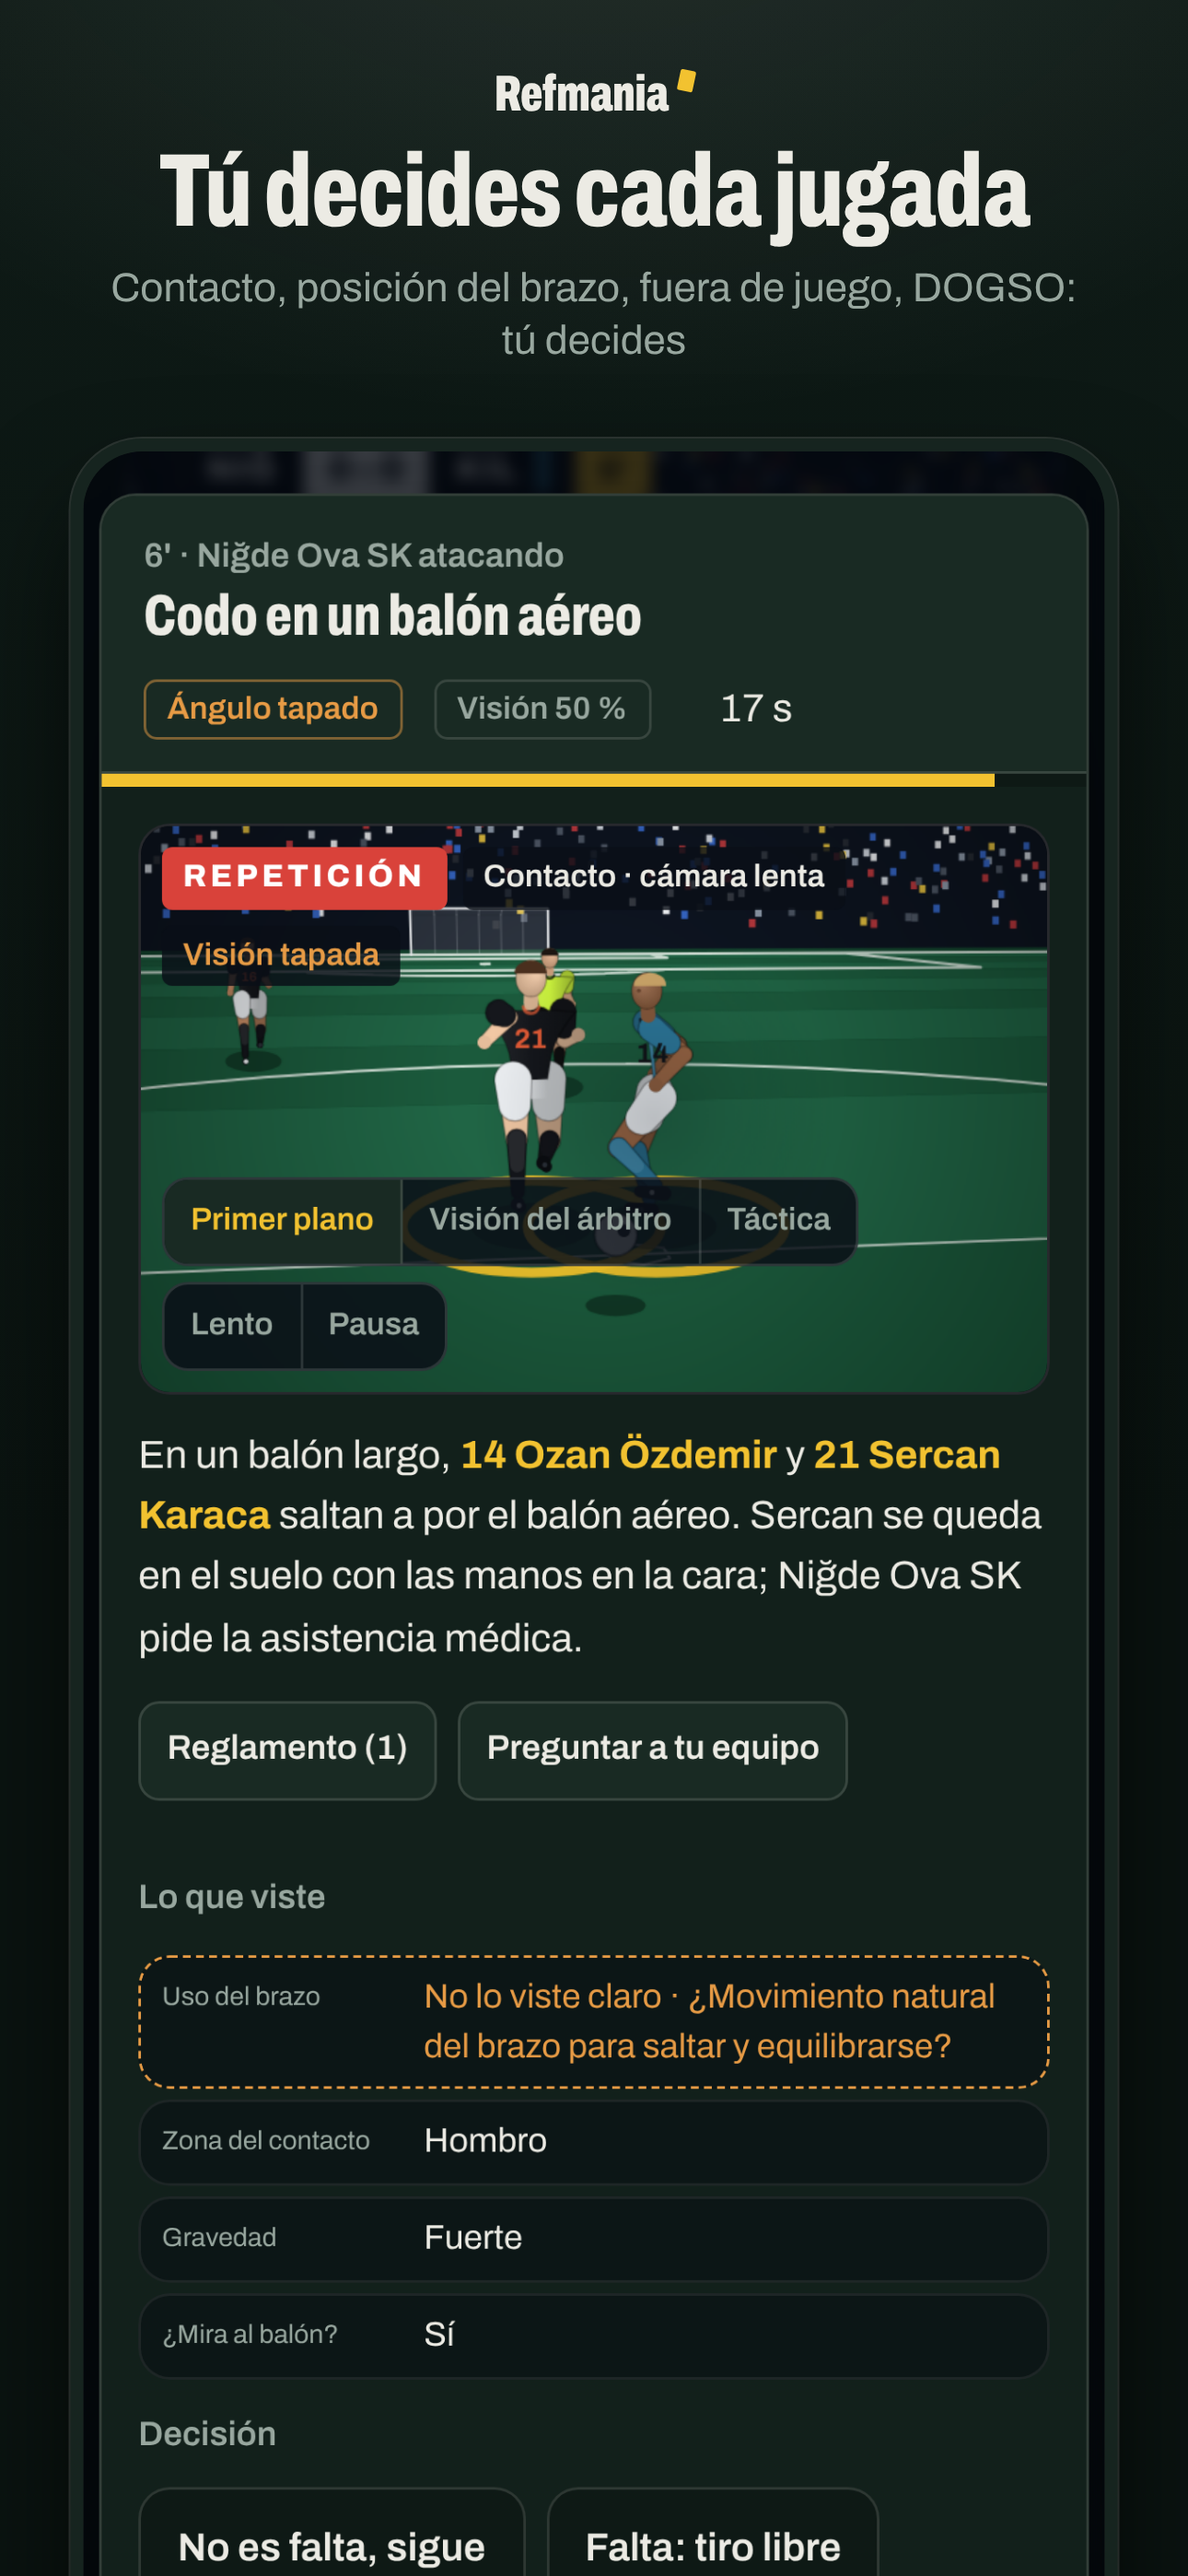 Refmania
Tú decides cada jugada
Contacto, posición del brazo, fuera de juego, DOGSO:
tú decides
6' · Niğde Ova SK atacando
Codo en un balón aéreo
Ángulo tapado
Visión 50 %
17 s
REPETICIÓN
Contacto · cámara lenta
Visión tapada
21
14
Primer plano
Visión del árbitro
Táctica
Lento
Pausa
En un balón largo, 14 Ozan Özdemir y 21 Sercan
Karaca saltan a por el balón aéreo. Sercan se queda
en el suelo con las manos en la cara; Niğde Ova SK
pide la asistencia médica.
Reglamento (1)
Preguntar a tu equipo
Lo que viste
Uso del brazo
No lo viste claro · ¿Movimiento natural
del brazo para saltar y equilibrarse?
Zona del contacto
Hombro
Gravedad
Fuerte
¿Mira al balón?
Sí
Decisión
No es falta, sigue
Falta: tiro libre